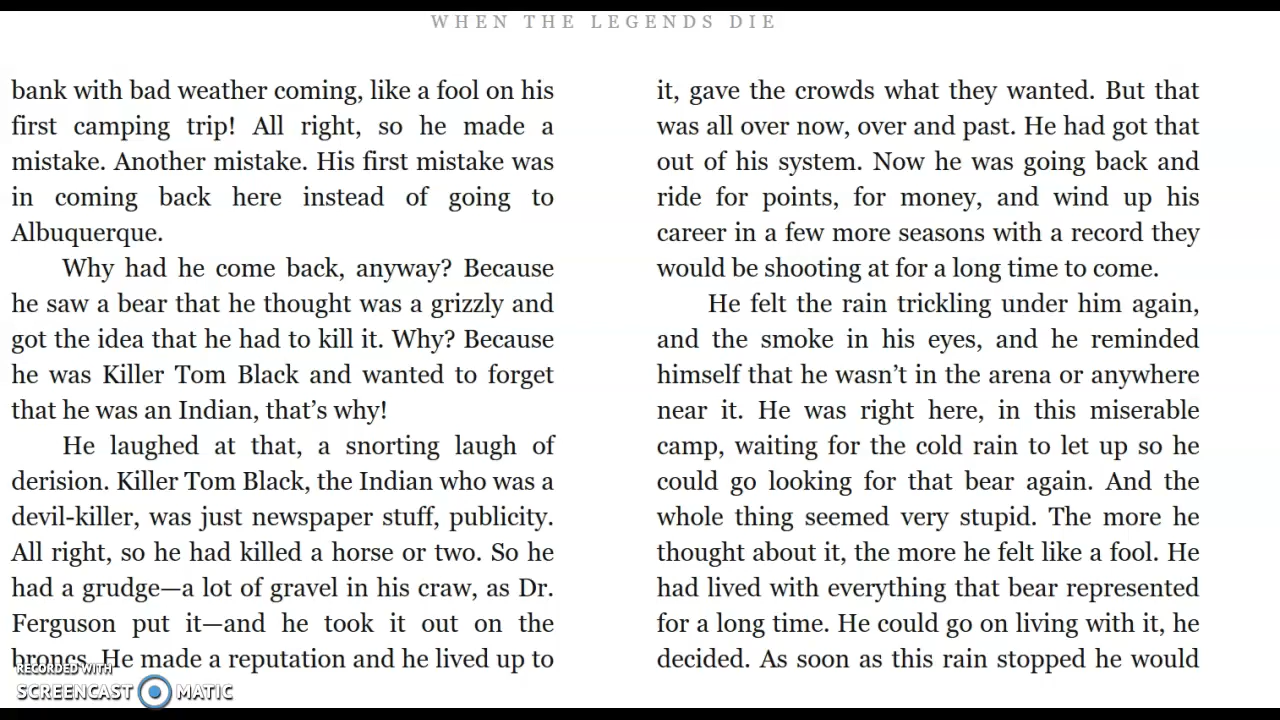 WHEN THE LEGENDS DIE
bank with bad weather coming, like a fool on his
first camping trip! All right, so he made a
mistake. Another mistake. His first mistake was
in coming back here instead of going to
Albuquerque.
Why had he come back, anyway? Because
he saw a bear that he thought was a grizzly and
got the idea that he had to kill it. Why? Because
he was Killer Tom Black and wanted to forget
that he was an Indian, that’s why!
He laughed at that, a snorting laugh of
derision. Killer Tom Black, the Indian who was a
devil-killer, was just newspaper stuff, publicity.
All right, so he had killed a horse or two. So he
had a grudge—a lot of gravel in his craw, as Dr.
Ferguson put it—and he took it out on the
broncs. He made a reputation and he lived up to
it, gave the crowds what they wanted. But that
was all over now, over and past. He had got that
out of his system. Now he was going back and
ride for points, for money, and wind up his
career in a few more seasons with a record they
would be shooting at for a long time to come.
He felt the rain trickling under him again,
and the smoke in his eyes, and he reminded
himself that he wasn’t in the arena or anywhere
near it. He was right here, in this miserable
camp, waiting for the cold rain to let up so he
could go looking for that bear again. And the
whole thing seemed very stupid. The more he
thought about it, the more he felt like a fool. He
had lived with everything that bear represented
for a long time. He could go on living with it, he
decided. As soon as this rain stopped he would
RECORDED WITH
SCREENCAST MATIC